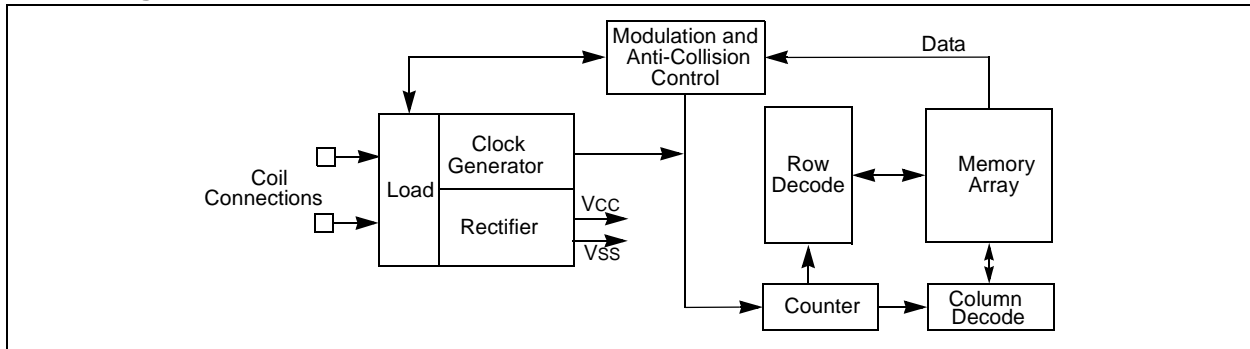 Modulation and
Anti-Collision
Control
Data
Clock
Generator
Load
Rectifier
Coil
Connections
VCC
VSS
Row
Decode
Memory
Array
Counter
Column
Decode